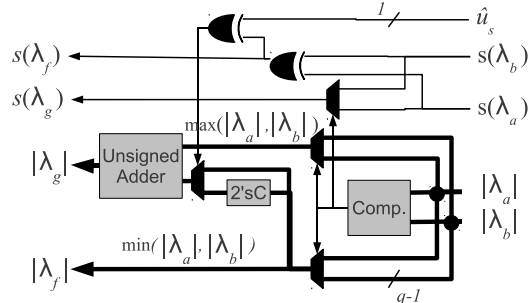 1
û_s
s(λ_f)
s(λ_b)
s(λ_g)
s(λ_a)
max(|λ_a|,|λ_b|)
|λ_g|
Unsigned
Adder
2'sC
Comp.
|λ_a|
|λ_b|
min(|λ_a|,|λ_b|)
|λ_f|
q-1